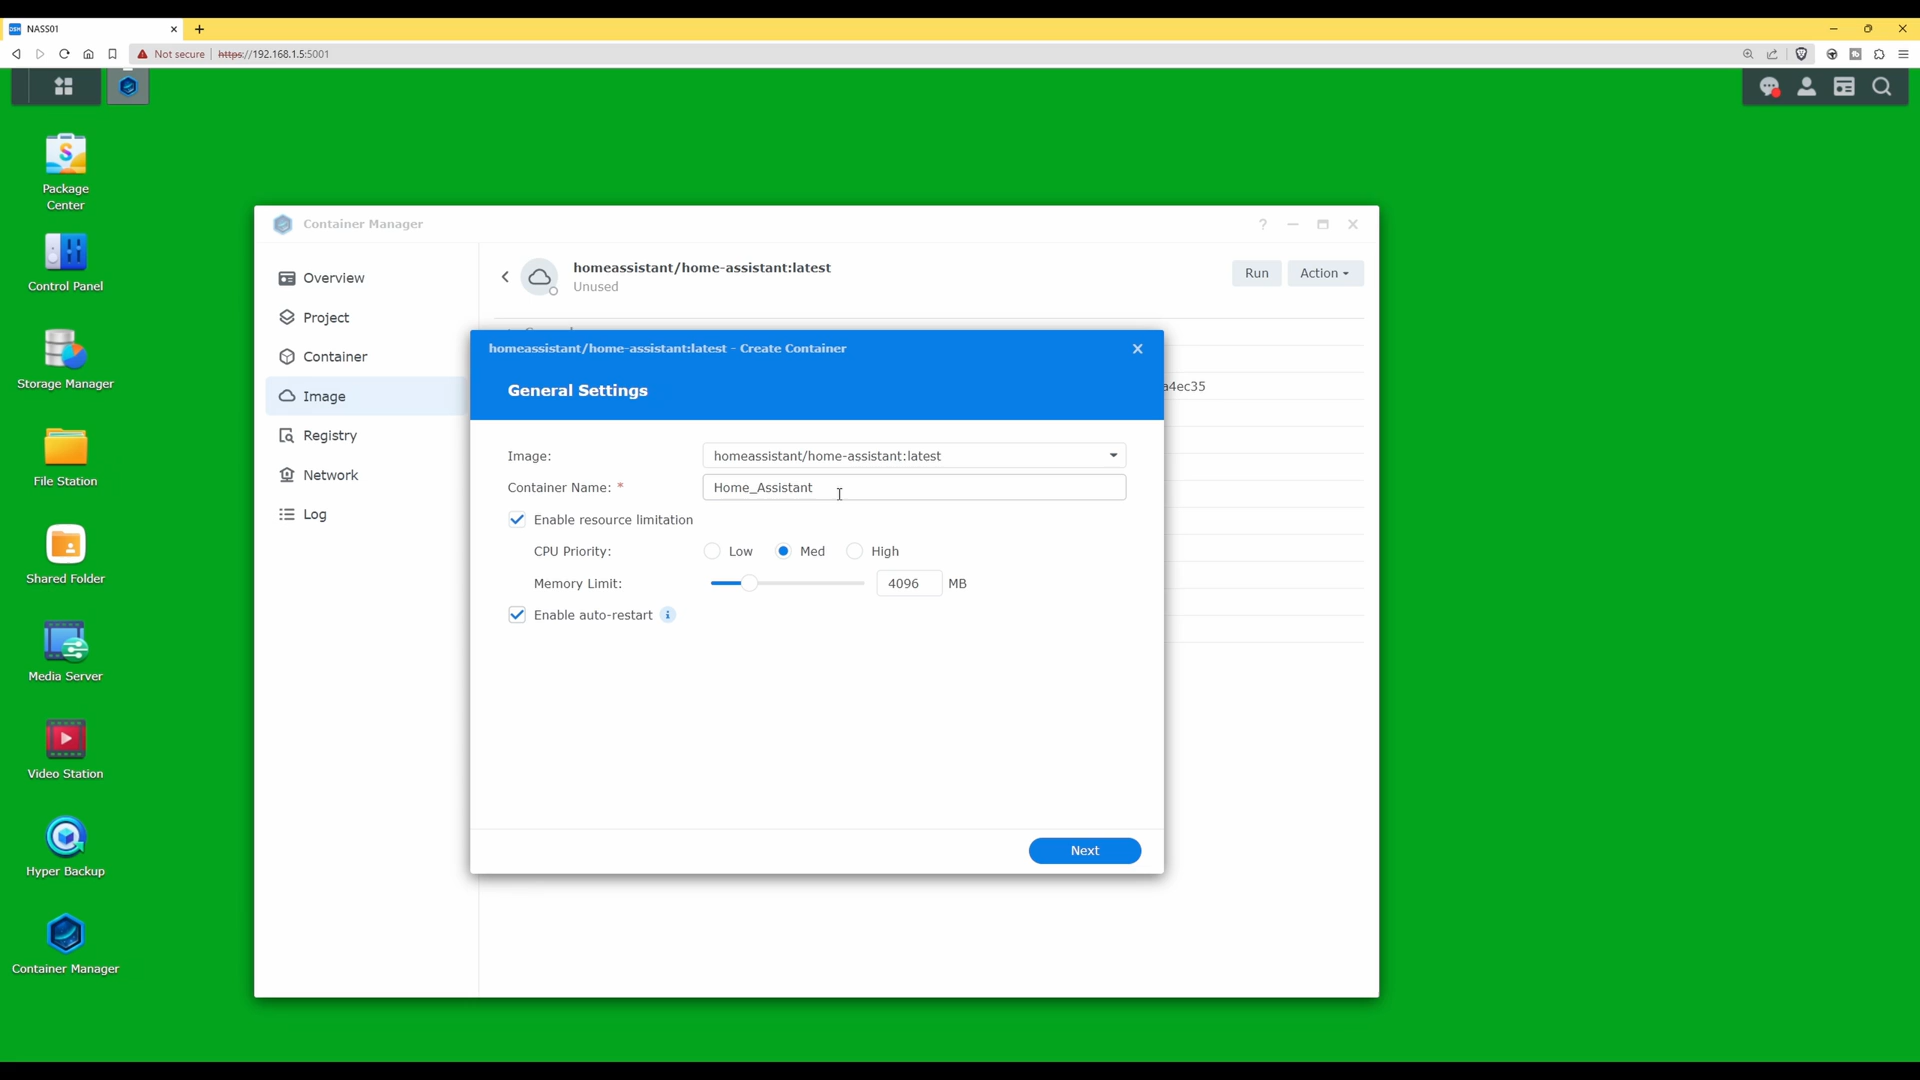 NASS01
Not secure
https://192.168.1.5:5001
Package
Center
Control Panel
Storage Manager
File Station
Shared Folder
Media Server
Video Station
Hyper Backup
Container Manager
Container Manager
Overview
Project
Container
Image
Registry
Network
Log
homeassistant/home-assistant:latest
Unused
Run
Action
a4ec35
homeassistant/home-assistant:latest - Create Container
General Settings
Image:
homeassistant/home-assistant:latest
Container Name: *
Home_Assistant
Enable resource limitation
CPU Priority:
Low
Med
High
Memory Limit:
4096
MB
Enable auto-restart
Next